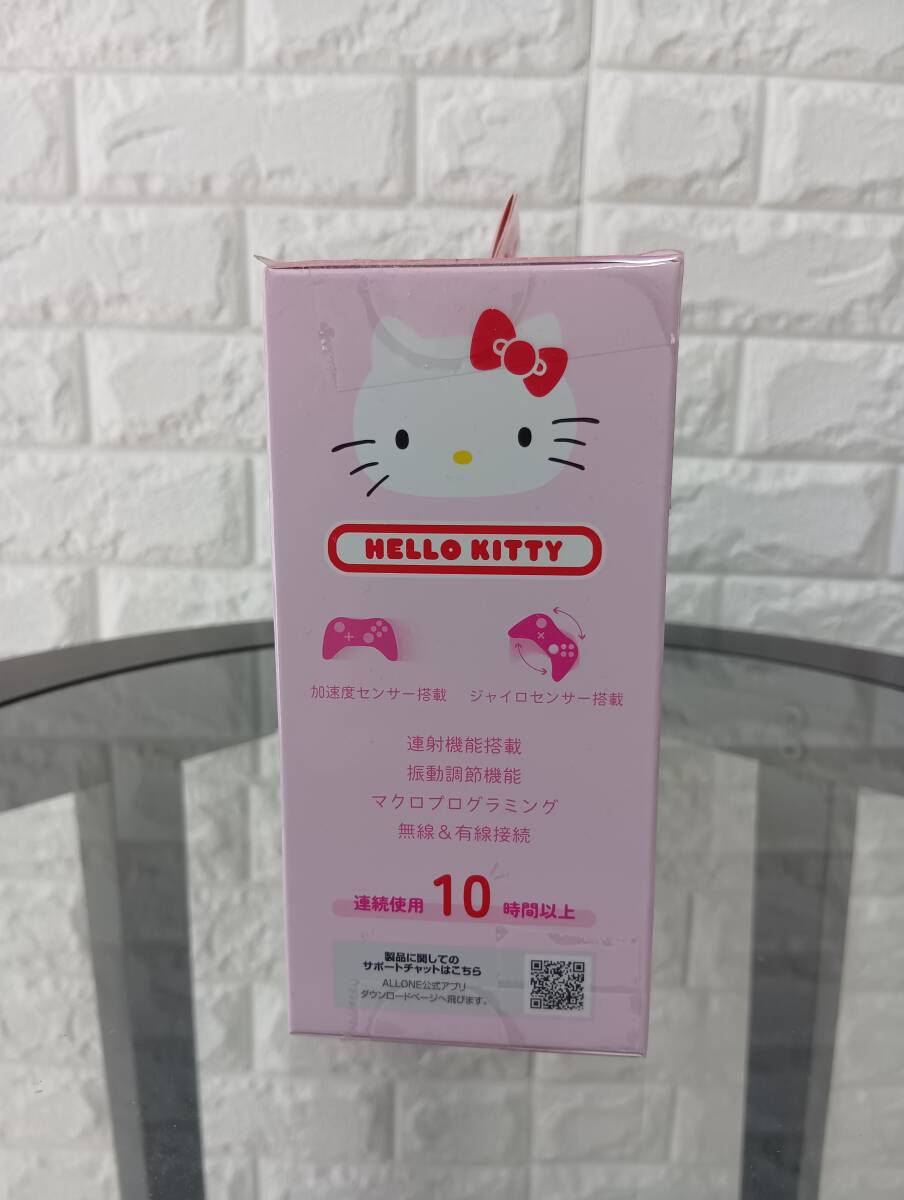 HELLO KITTY
加速度センサー搭載
ジャイロセンサー搭載
連射機能搭載
振動調節機能
マクロプログラミング
無線＆有線接続
連続使用 10 時間以上
製品に関しての
サポートチャットはこちら
ALLONE公式アプリ
ダウンロードページへ飛びます。